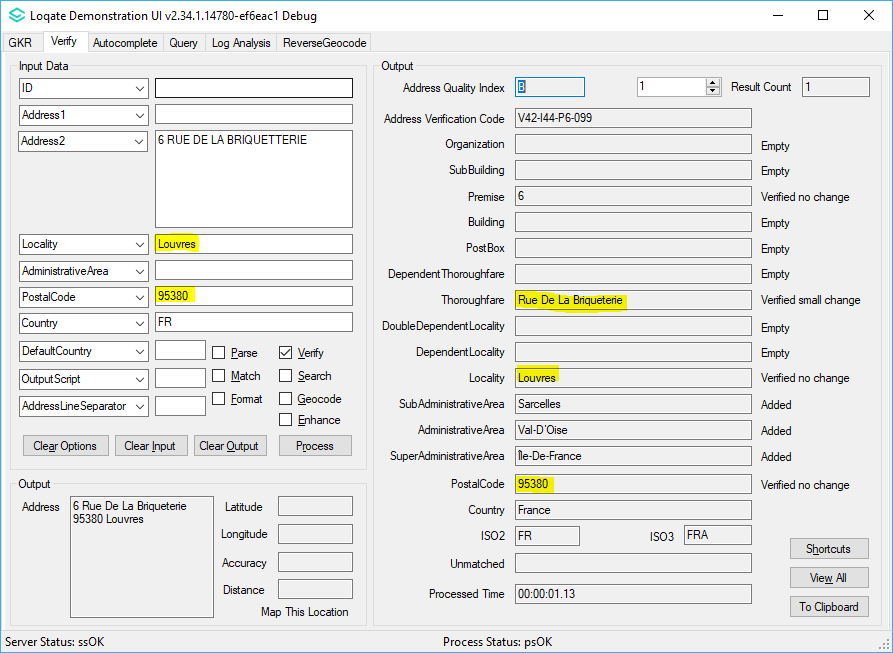 Loqate Demonstration UI v2.34.1.14780-ef6eac1 Debug
GKR Verify Autocomplete Query Log Analysis ReverseGeocode
Input Data
ID
Address1
Address2 6 RUE DE LA BRIQUETTERIE
Locality Louvres
AdministrativeArea
PostalCode 95380
Country FR
DefaultCountry Parse Verify
OutputScript Match Search
AddressLineSeparator Format Geocode
Enhance
Clear Options Clear Input Clear Output Process
Output
Address 6 Rue De La Briqueterie
95380 Louvres
Latitude
Longitude
Accuracy
Distance
Map This Location
Output
Address Quality Index B 1 Result Count 1
Address Verification Code V42-I44-P6-099
Organization Empty
SubBuilding Empty
Premise 6 Verified no change
Building Empty
PostBox Empty
DependentThoroughfare Empty
Thoroughfare Rue De La Briqueterie Verified small change
DoubleDependentLocality Empty
DependentLocality Empty
Locality Louvres Verified no change
SubAdministrativeArea Sarcelles Added
AdministrativeArea Val-D'Oise Added
SuperAdministrativeArea Île-De-France Added
PostalCode 95380 Verified no change
Country France
ISO2 FR ISO3 FRA
Unmatched
Processed Time 00:00:01.13
Shortcuts
View All
To Clipboard
Server Status: ssOK Process Status: psOK